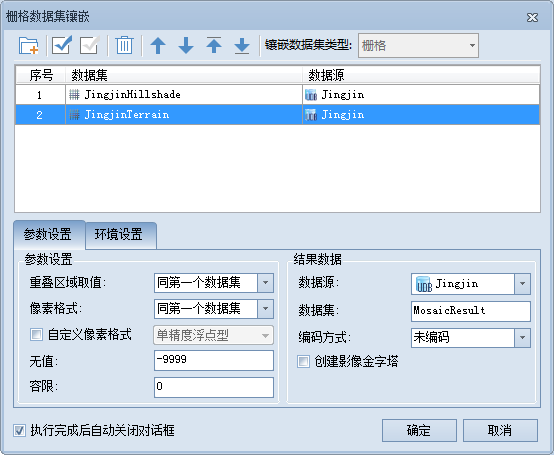 栅格数据集镶嵌
镶嵌数据集类型: 栅格
序号 数据集 数据源
1 JingjinHillshade Jingjin
2 JingjinTerrain Jingjin
参数设置 环境设置
参数设置
重叠区域取值: 同第一个数据集
像素格式: 同第一个数据集
自定义像素格式 单精度浮点型
无值: -9999
容限: 0
结果数据
数据源: UDB Jingjin
数据集: MosaicResult
编码方式: 未编码
创建影像金字塔
执行完成后自动关闭对话框 确定 取消